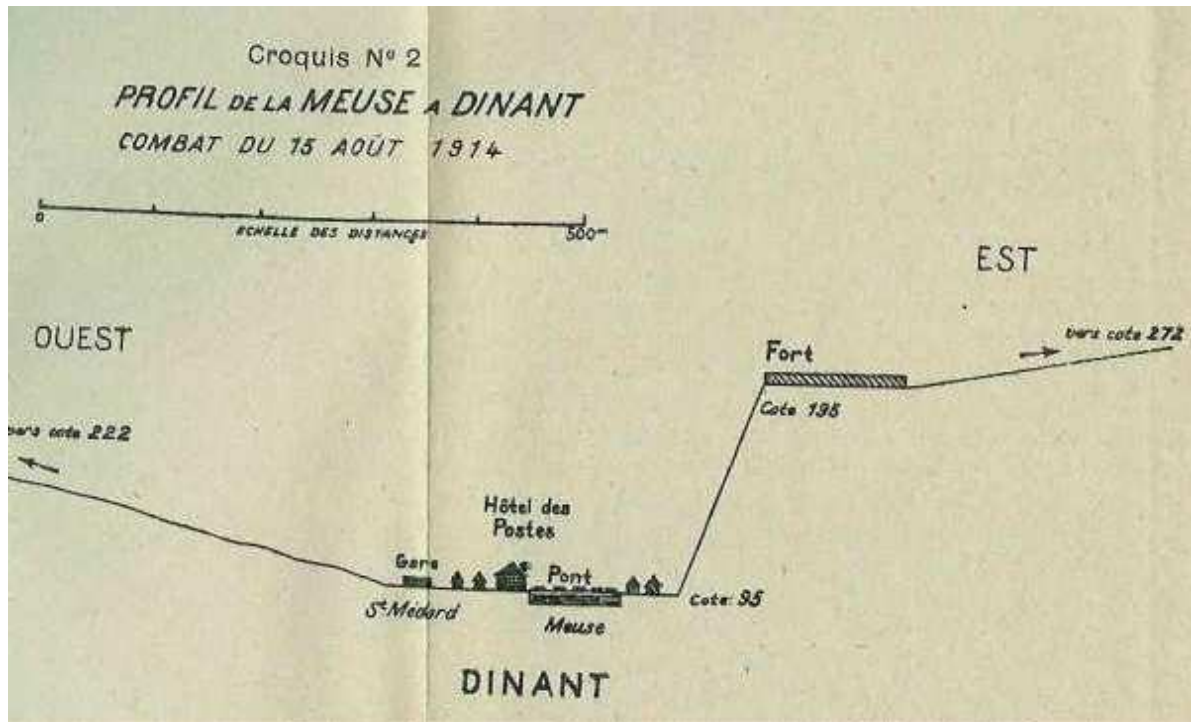 Croquis Nº 2
PROFIL DE LA MEUSE A DINANT
COMBAT DU 15 AOÛT 1914
0
500m
ECHELLE DES DISTANCES
EST
OUEST
vers cote 272
Fort
Cote 195
vers cote 222
Hôtel des
Postes
Gare
Pont
Cote 95
St Médard
Meuse
DINANT